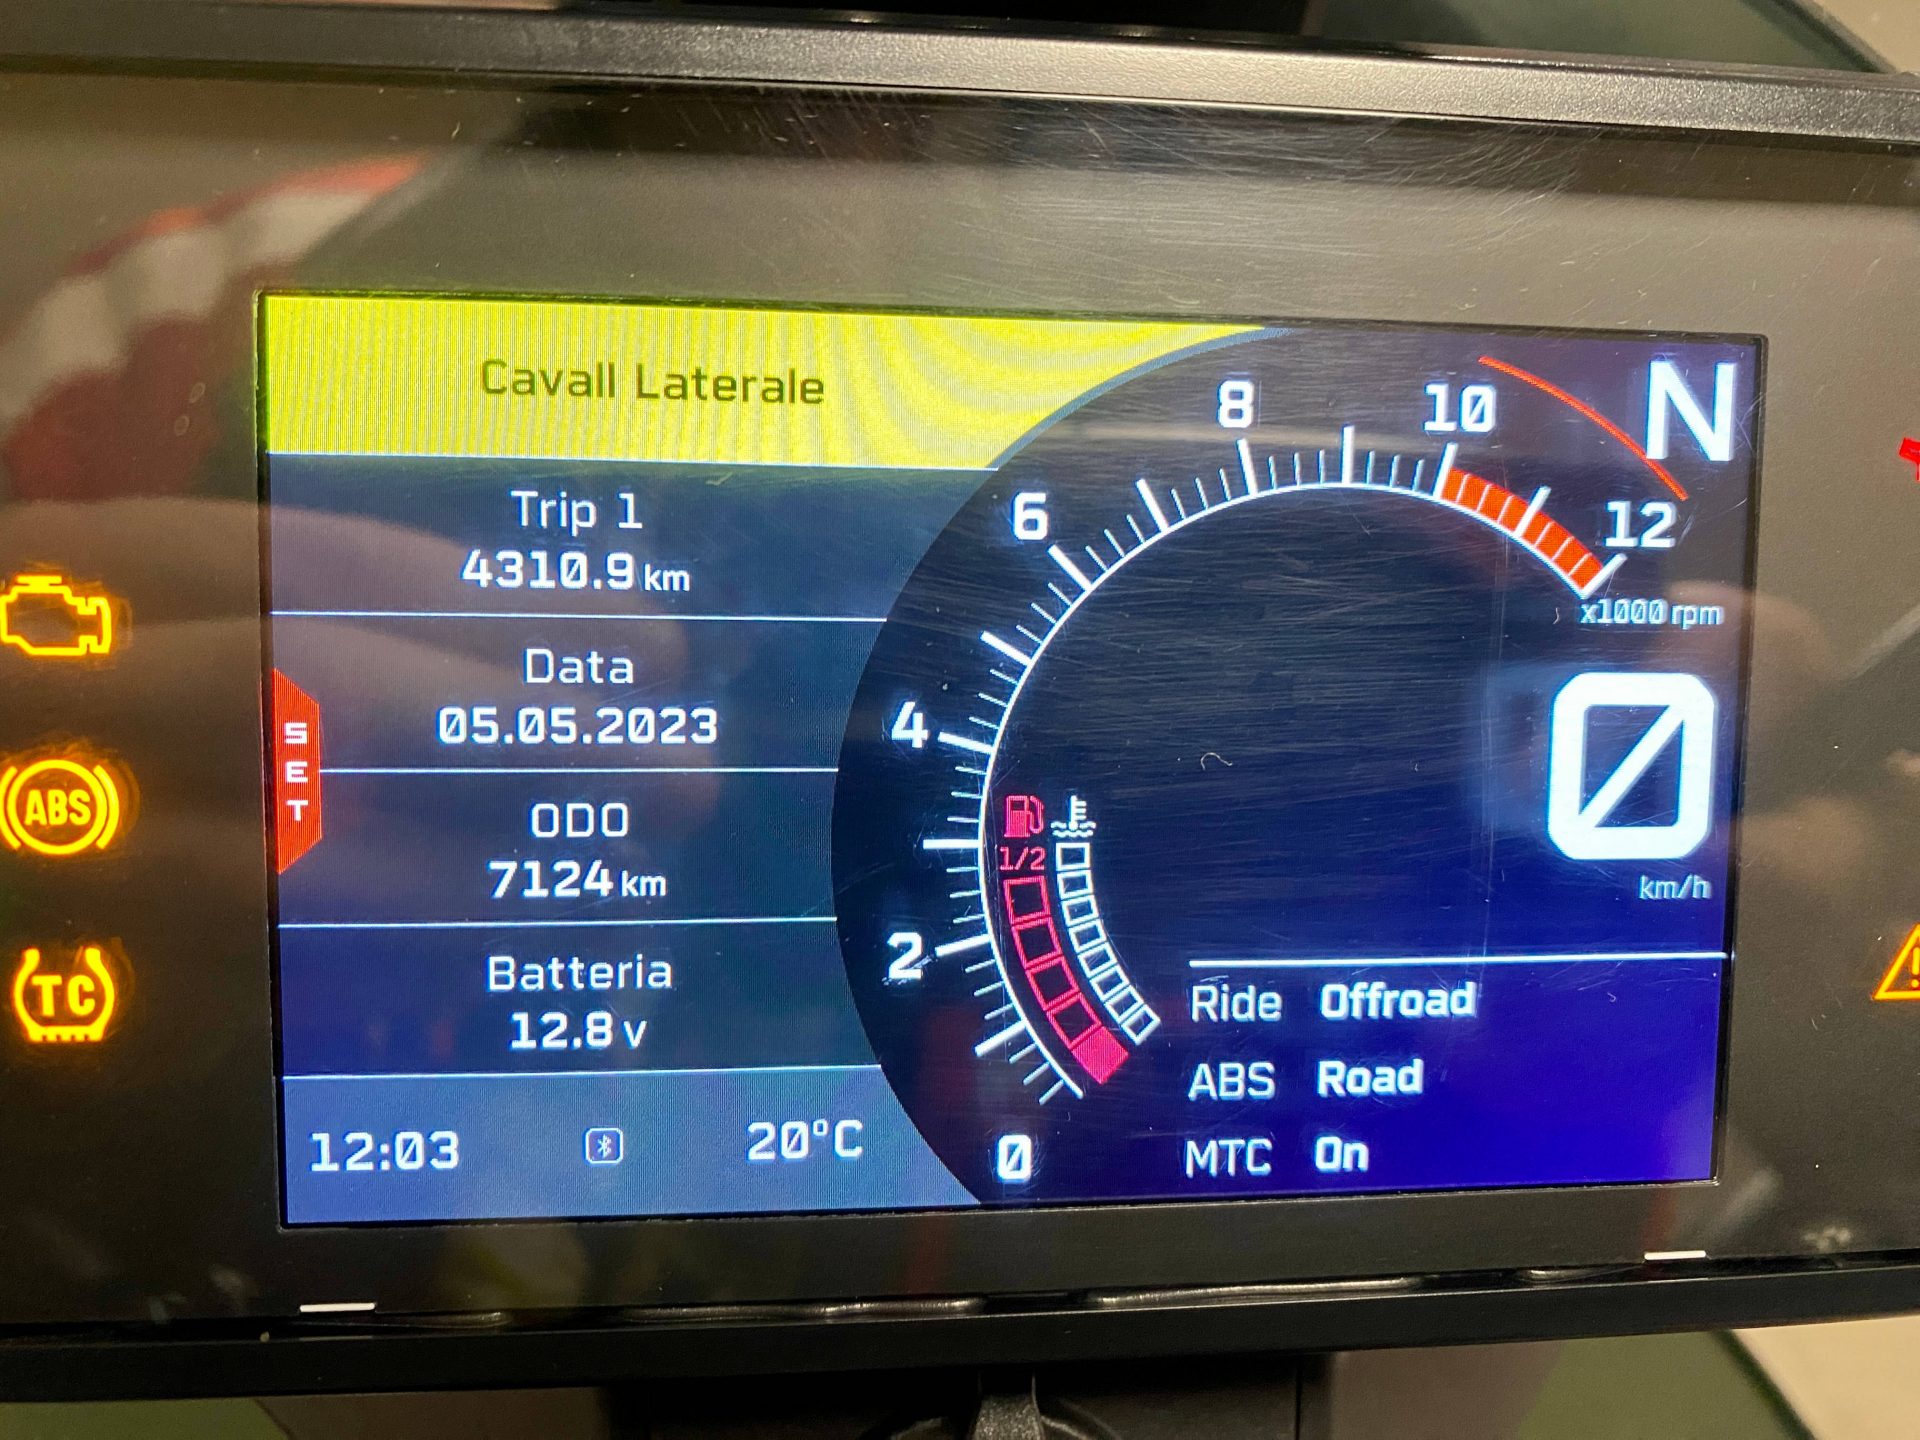 Cavall Laterale
Trip 1
4310.9 km
Data
05.05.2023
ODO
7124 km
Batteria
12.8 V
12:03
20°C
SET
ABS
TC
0
2
4
6
8
10
12
x1000 rpm
N
0
km/h
1/2
Ride Offroad
ABS Road
MTC On